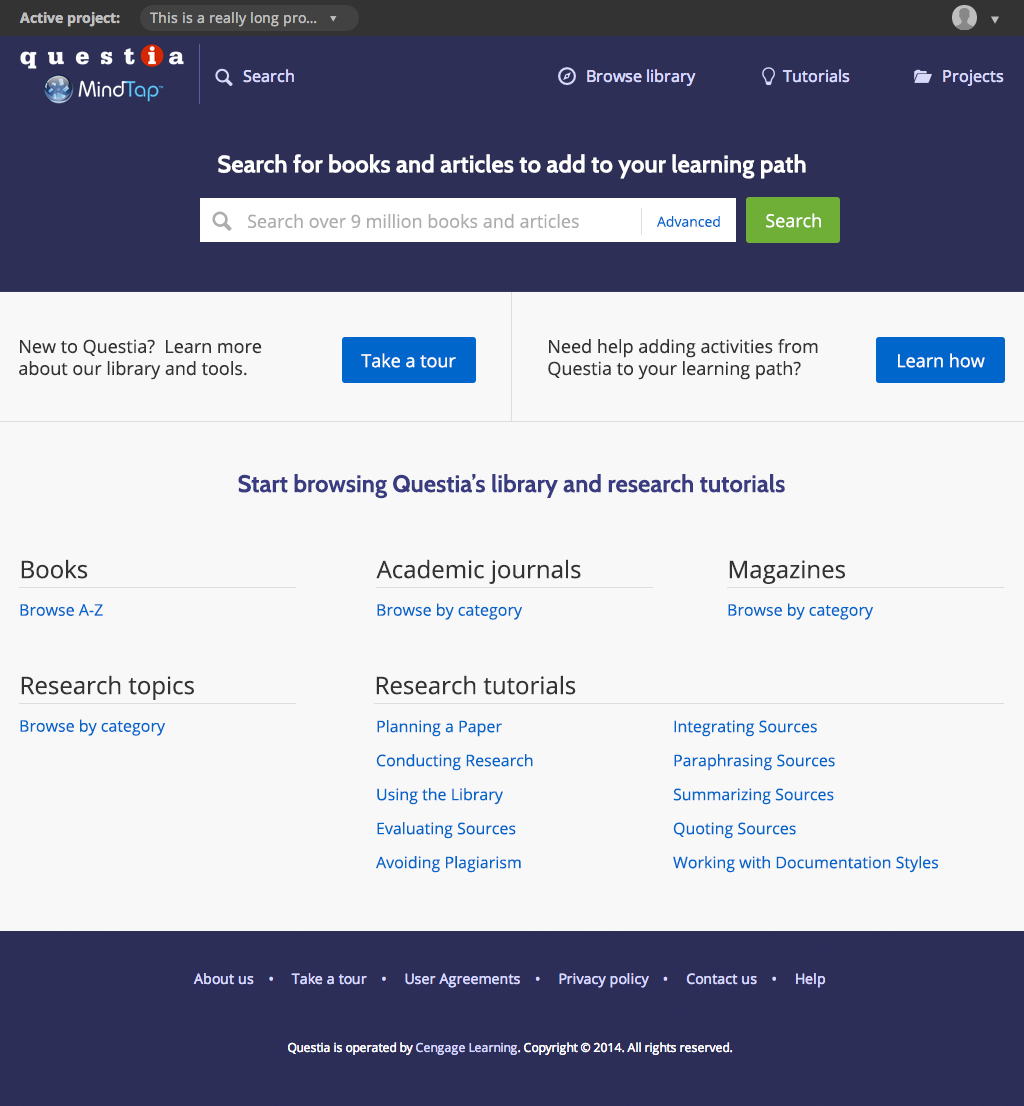 Active project: This is a really long pro...
questia
MindTap™
Search
Browse library
Tutorials
Projects
Search for books and articles to add to your learning path
Search over 9 million books and articles
Advanced
Search
New to Questia? Learn more
about our library and tools.
Take a tour
Need help adding activities from
Questia to your learning path?
Learn how
Start browsing Questia’s library and research tutorials
Books
Browse A-Z
Academic journals
Browse by category
Magazines
Browse by category
Research topics
Browse by category
Research tutorials
Planning a Paper
Conducting Research
Using the Library
Evaluating Sources
Avoiding Plagiarism
Integrating Sources
Paraphrasing Sources
Summarizing Sources
Quoting Sources
Working with Documentation Styles
About us • Take a tour • User Agreements • Privacy policy • Contact us • Help
Questia is operated by Cengage Learning. Copyright © 2014. All rights reserved.